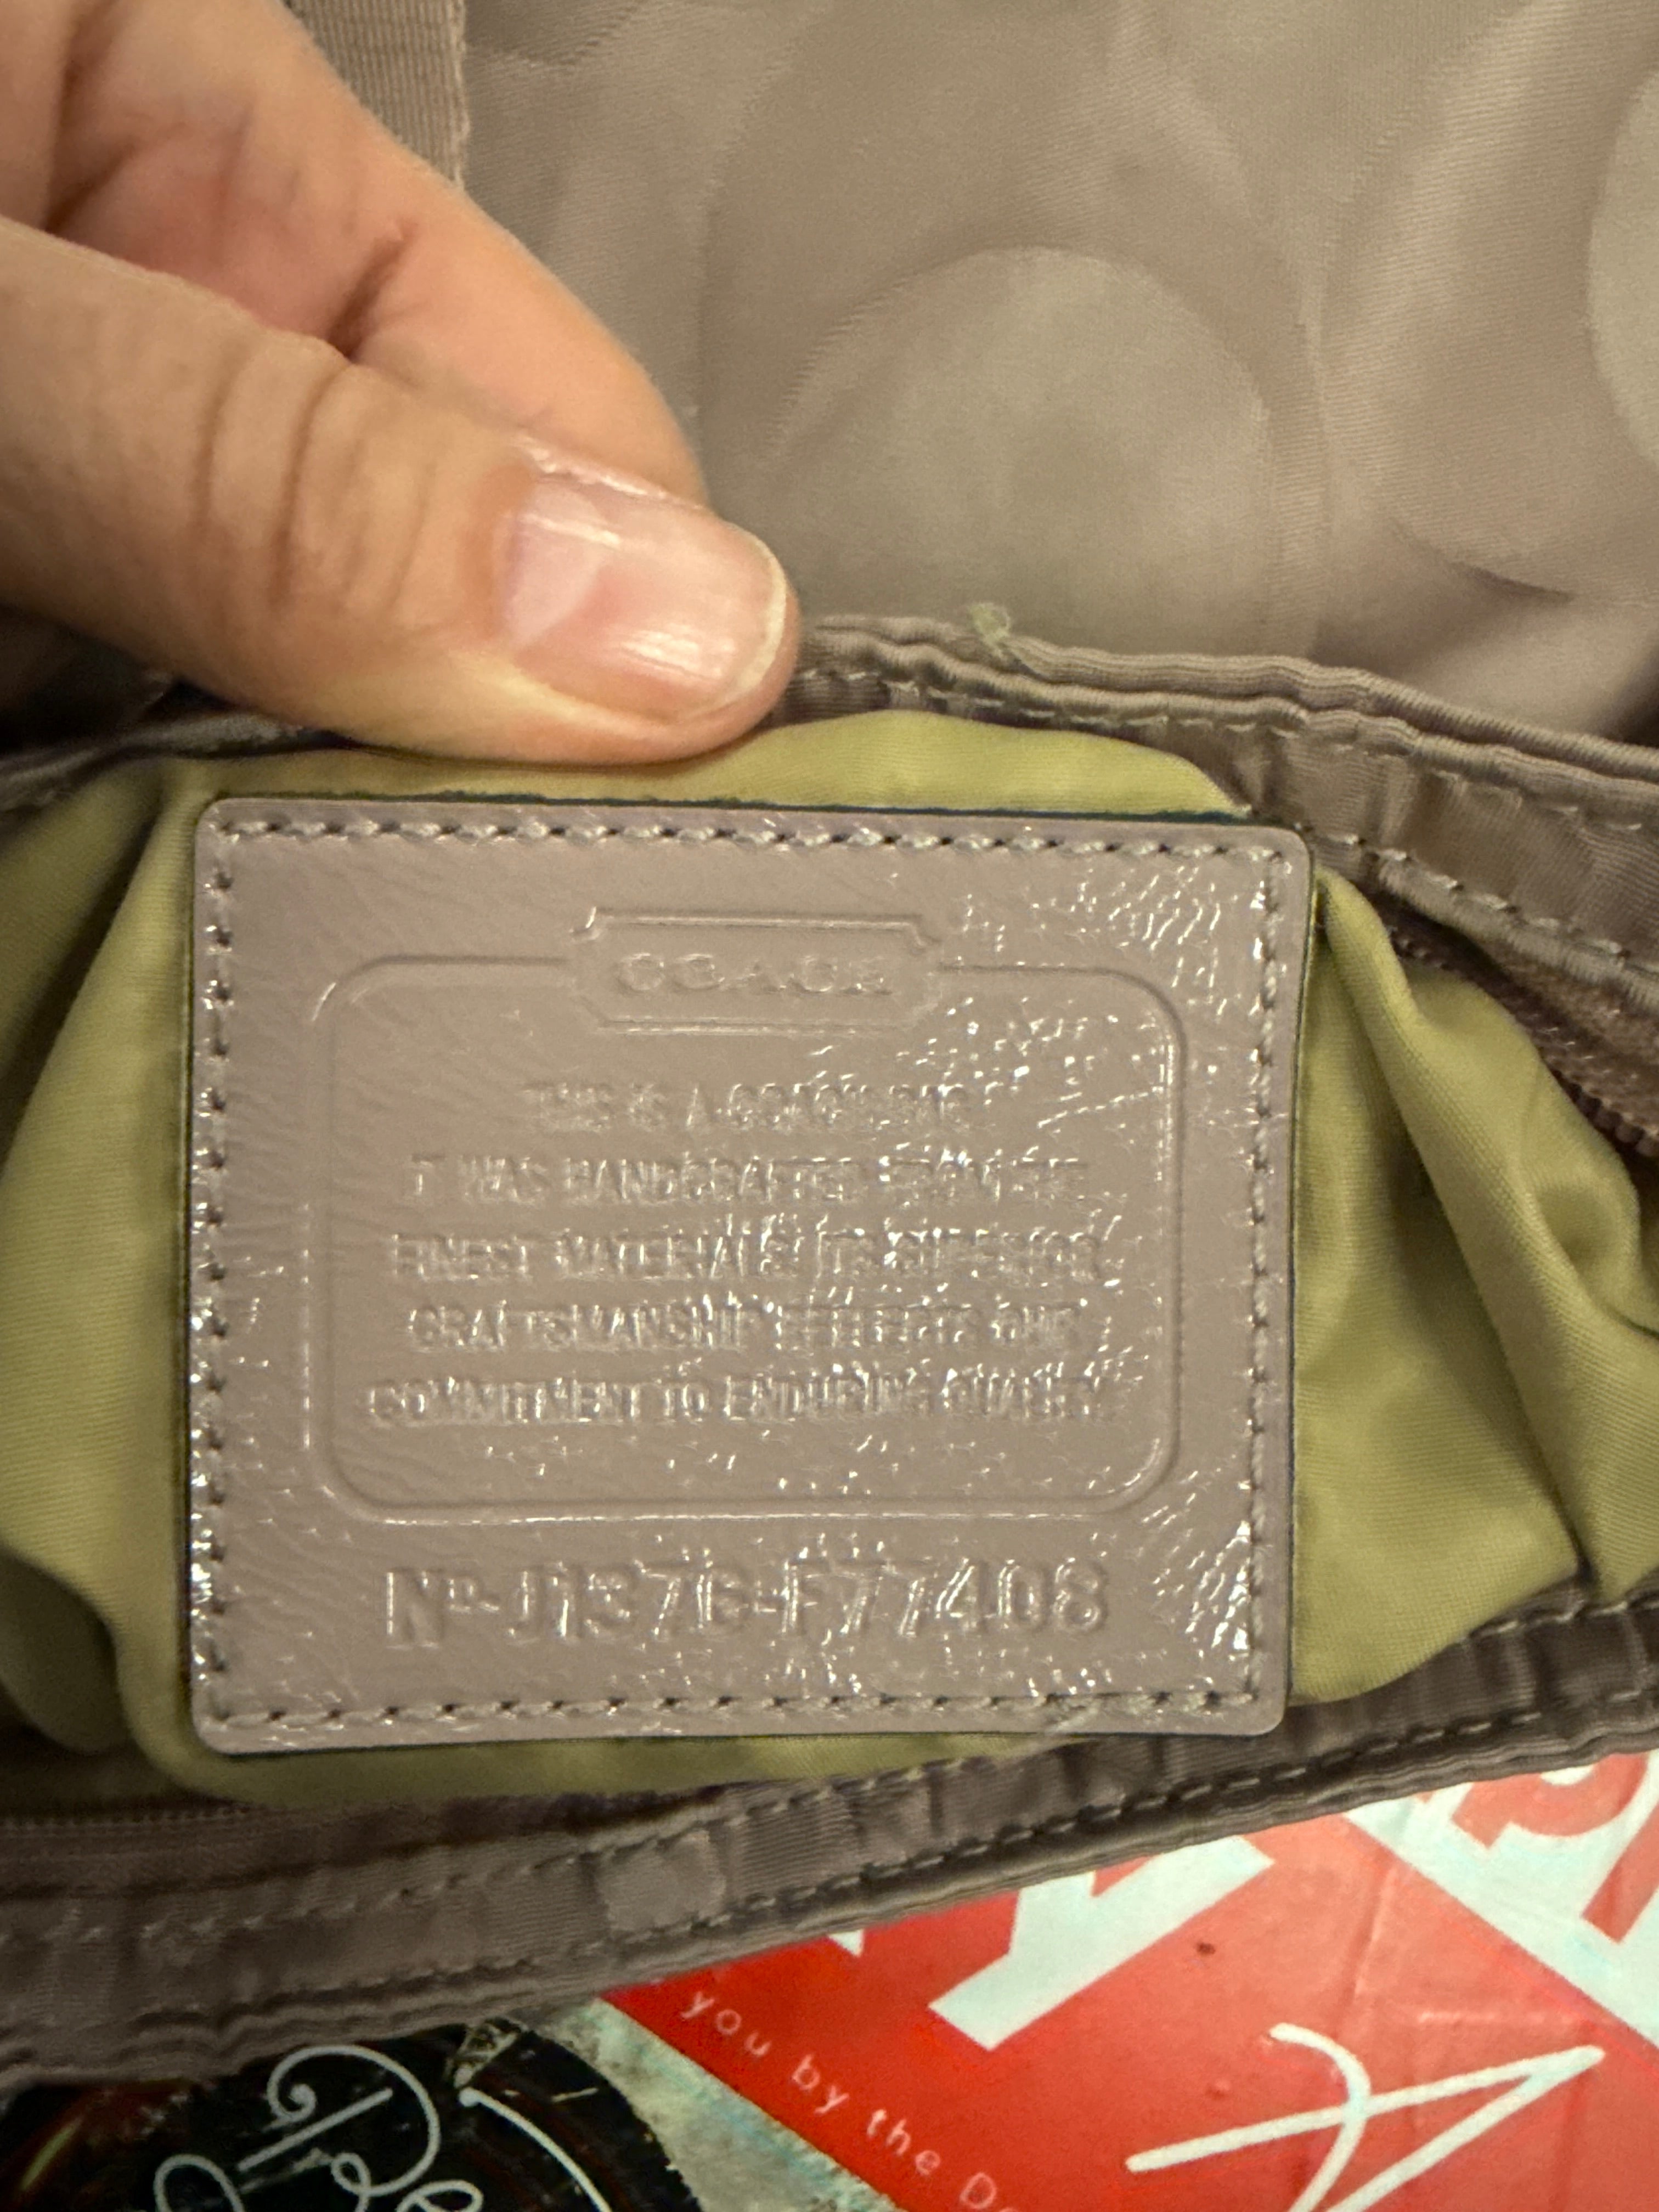 COACH
THIS IS A COACH BAG
IT WAS HANDCRAFTED FROM THE
FINEST MATERIALS. ITS SUPERIOR
CRAFTSMANSHIP REFLECTS OUR
COMMITMENT TO ENDURING QUALITY.
Nº J1376-F77408
you by the